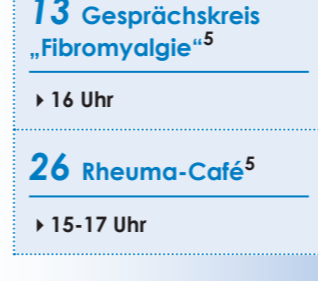 13 Gesprächskreis
„Fibromyalgie“5
16 Uhr
26 Rheuma-Café5
15-17 Uhr